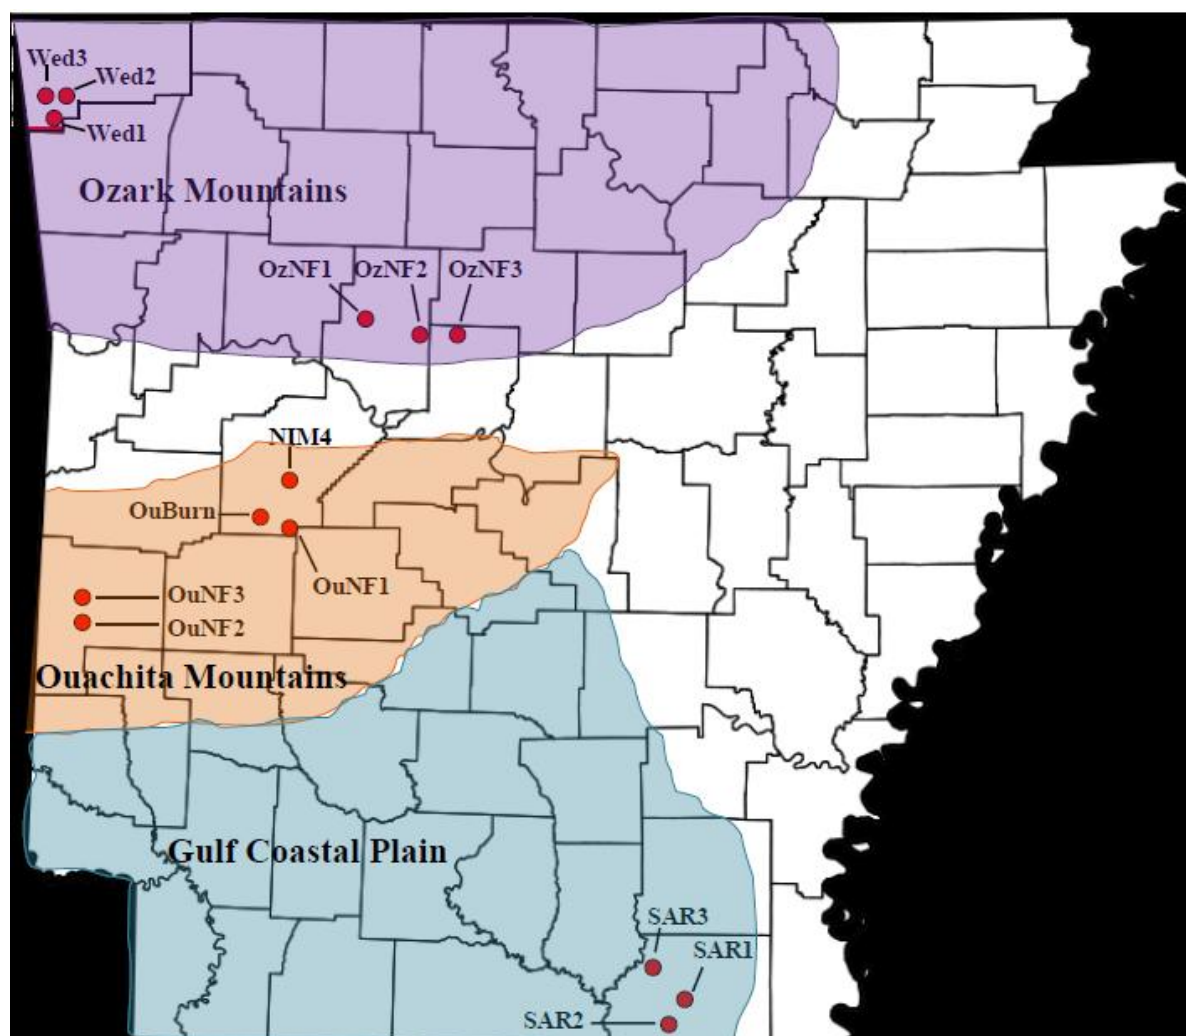 Wed3
Wed2
Wed1
Ozark Mountains
OzNF1
OzNF2
OzNF3
NIM4
OuBurn
OuNF1
OuNF3
OuNF2
Ouachita Mountains
Gulf Coastal Plain
SAR3
SAR1
SAR2